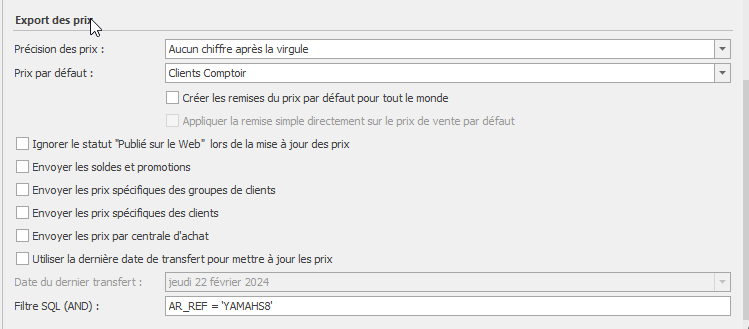 Export des prix
Précision des prix :
Aucun chiffre après la virgule
Prix par défaut :
Clients Comptoir
Créer les remises du prix par défaut pour tout le monde
Appliquer la remise simple directement sur le prix de vente par défaut
Ignorer le statut "Publié sur le Web" lors de la mise à jour des prix
Envoyer les soldes et promotions
Envoyer les prix spécifiques des groupes de clients
Envoyer les prix spécifiques des clients
Envoyer les prix par centrale d'achat
Utiliser la dernière date de transfert pour mettre à jour les prix
Date du dernier transfert :
jeudi 22 février 2024
Filtre SQL (AND) :
AR_REF = 'YAMAHS8'